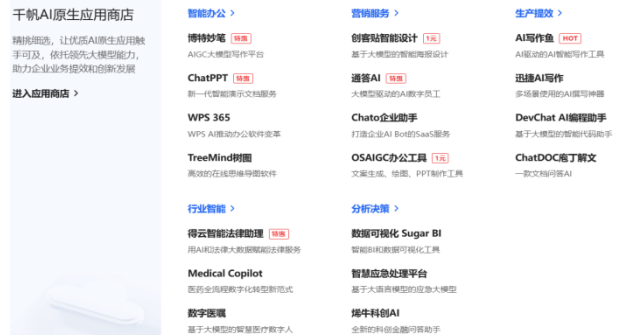 千帆AI原生应用商店
精挑细选，让优质AI原生应用触
手可及，依托领先大模型能力，
助力企业业务提效和创新发展
进入应用商店 >
智能办公 >
博特妙笔 特惠
AIGC大模型写作平台
ChatPPT 特惠
新一代智能演示文档服务
WPS 365
WPS AI推动办公软件变革
TreeMind树图
高效的在线思维导图软件
营销服务 >
创客贴智能设计 1元
基于大模型的智能海报设计
通答AI 特惠
大模型驱动的AI数字员工
Chato企业助手
打造企业AI Bot的SaaS服务
OSAIGC办公工具 1元
文案生成、绘图、PPT制作工具
生产提效 >
AI写作鱼 HOT
AI驱动的AI智能写作工具
迅捷AI写作
多场景使用的AI撰写神器
DevChat AI编程助手
基于大模型的智能代码助手
ChatDOC庖丁解文
一款文档问答AI
行业智能 >
得云智能法律助理 特惠
用AI和法律大数据赋能法律服务
Medical Copilot
医药全流程数字化转型新范式
数字医嘱
基于大模型的智慧医疗数字人
分析决策 >
数据可视化 Sugar BI
智能BI和数据可视化工具
智慧应急处理平台
基于大语言模型的应急大模型
烯牛科创AI
全新的科创金融问答助手